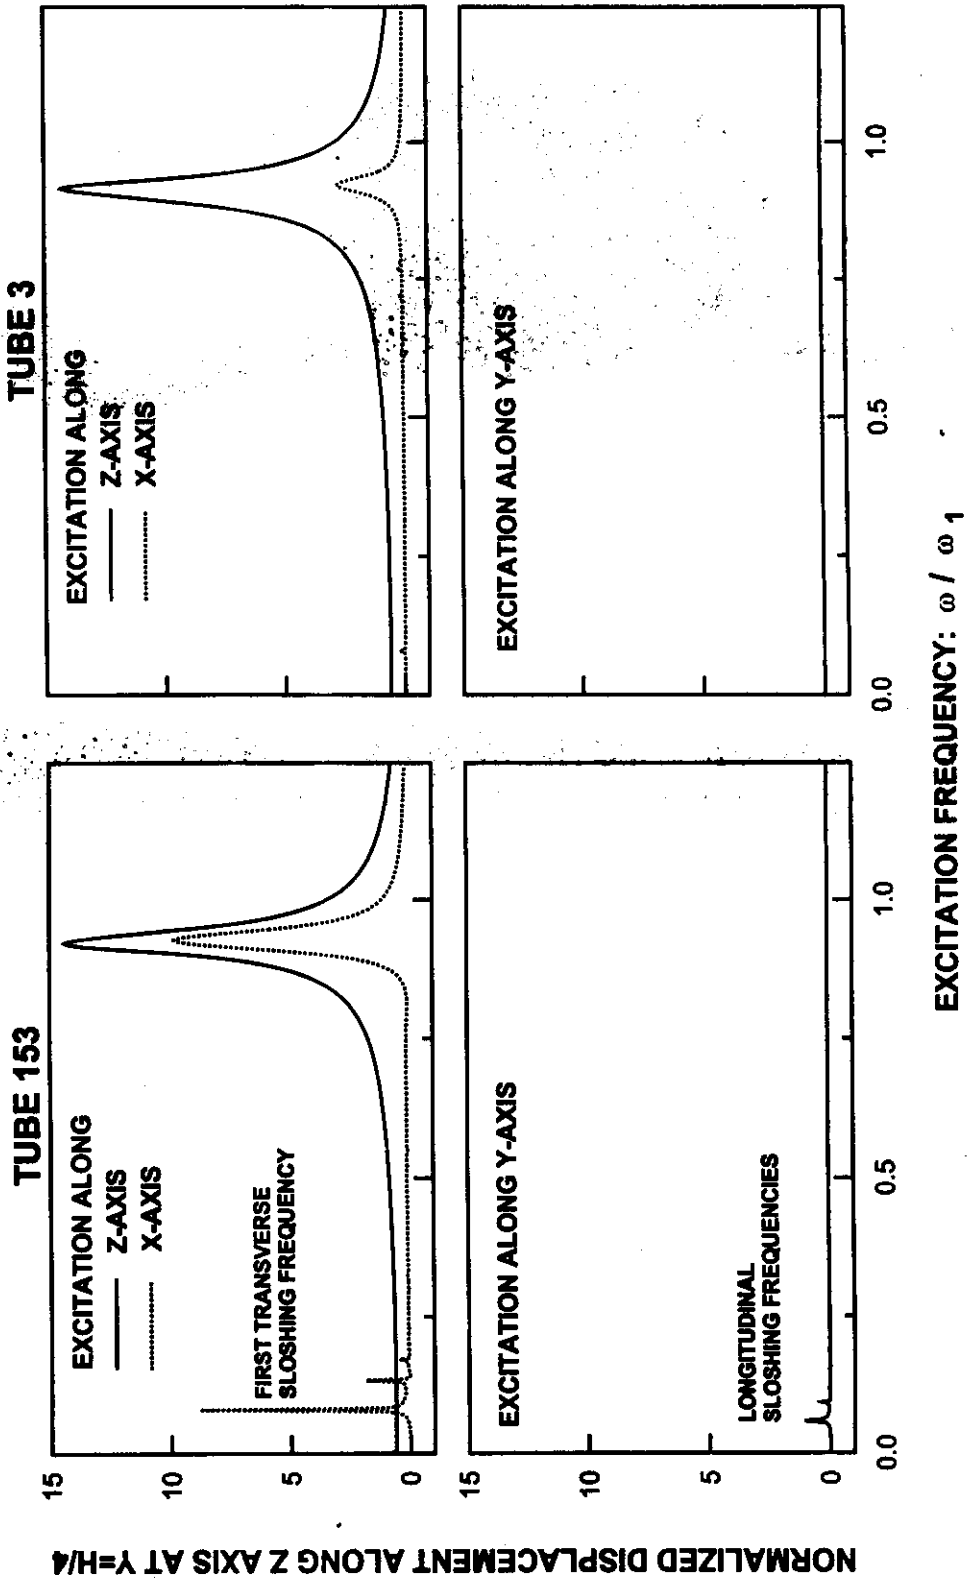 TUBE 153
TUBE 3
EXCITATION ALONG
Z-AXIS
X-AXIS
FIRST TRANSVERSE
SLOSHING FREQUENCY
15
10
5
0
EXCITATION ALONG
Z-AXIS
X-AXIS
EXCITATION ALONG Y-AXIS
LONGITUDINAL
SLOSHING FREQUENCIES
15
10
5
0
0.0
0.5
1.0
EXCITATION ALONG Y-AXIS
0.0
0.5
1.0
NORMALIZED DISPLACEMENT ALONG Z AXIS AT Y=H/4
EXCITATION FREQUENCY: ω / ω 1